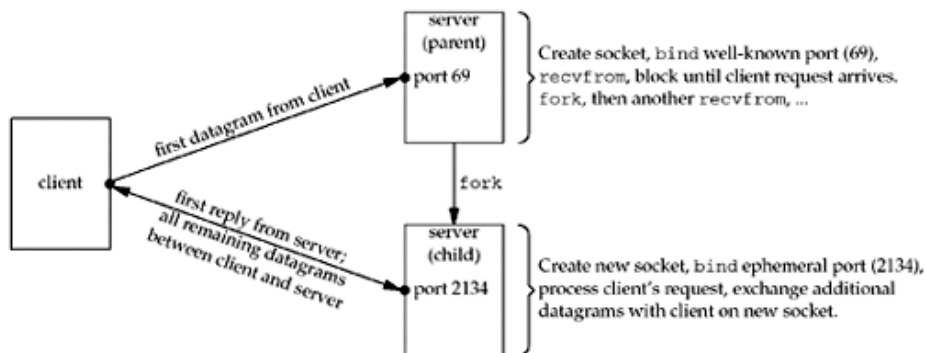 server
(parent)
port 69
Create socket, bind well-known port (69),
recvfrom, block until client request arrives.
fork, then another recvfrom, ...
first datagram from client
client
fork
first reply from server;
all remaining datagrams
between client and server
server
(child)
port 2134
Create new socket, bind ephemeral port (2134),
process client's request, exchange additional
datagrams with client on new socket.